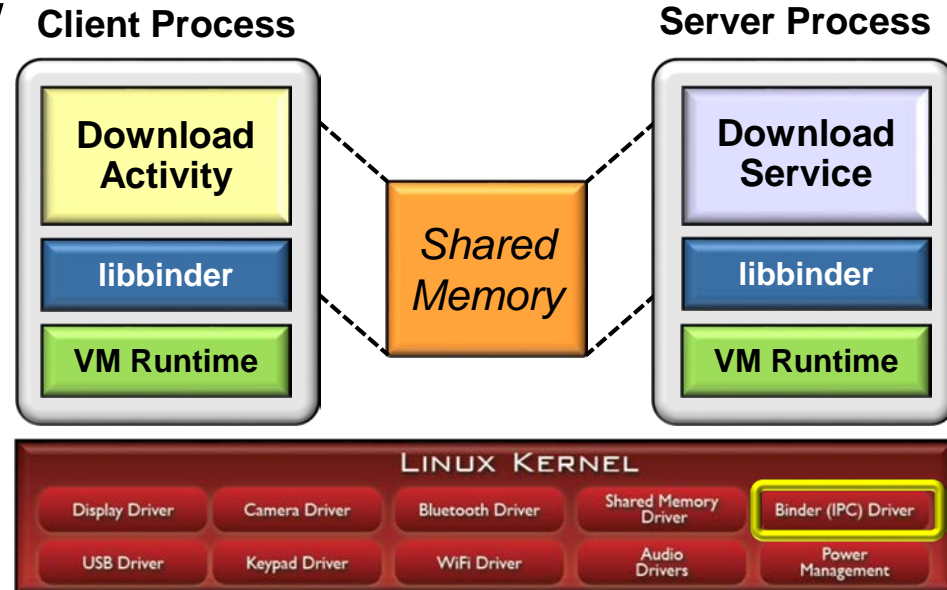 Client Process
Server Process
Download
Activity
libbinder
VM Runtime
Shared
Memory
Download
Service
libbinder
VM Runtime
LINUX KERNEL
Display Driver
Camera Driver
Bluetooth Driver
Shared Memory
Driver
Binder (IPC) Driver
USB Driver
Keypad Driver
WiFi Driver
Audio
Drivers
Power
Management